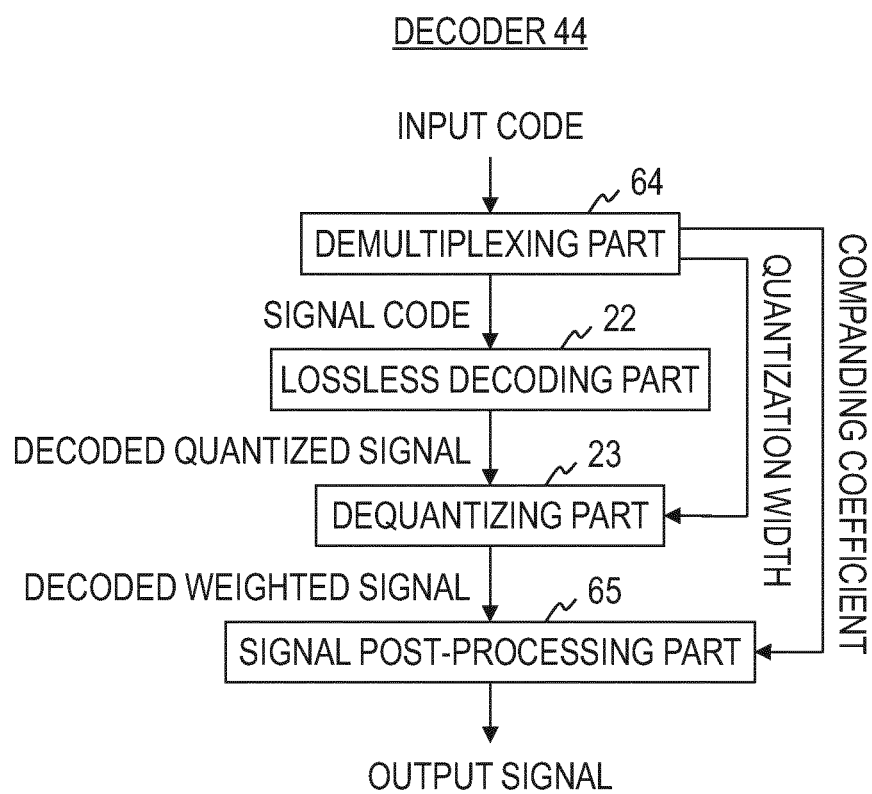 DECODER 44
INPUT CODE
64
DEMULTIPLEXING PART
SIGNAL CODE
22
LOSSLESS DECODING PART
DECODED QUANTIZED SIGNAL
23
DEQUANTIZING PART
DECODED WEIGHTED SIGNAL
65
SIGNAL POST-PROCESSING PART
OUTPUT SIGNAL
QUANTIZATION WIDTH
COMPANDING COEFFICIENT